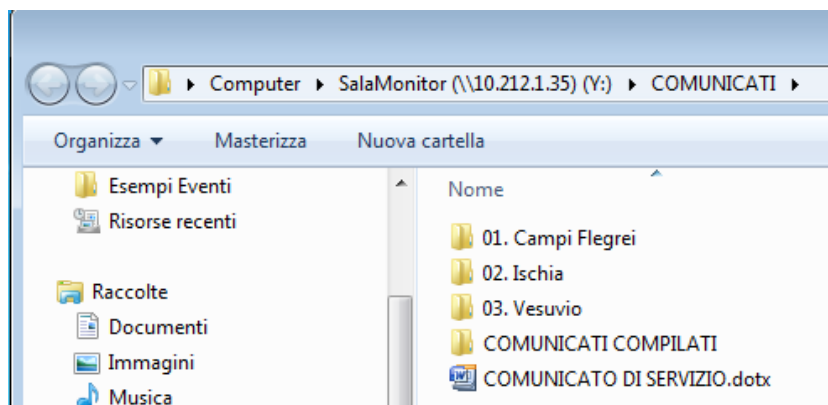 Computer SalaMonitor (\\10.212.1.35) (Y:) COMUNICATI
Organizza Masterizza Nuova cartella
Esempi Eventi
Risorse recenti
Raccolte
Documenti
Immagini
Musica
Nome
01. Campi Flegrei
02. Ischia
03. Vesuvio
COMUNICATI COMPILATI
COMUNICATO DI SERVIZIO.dotx